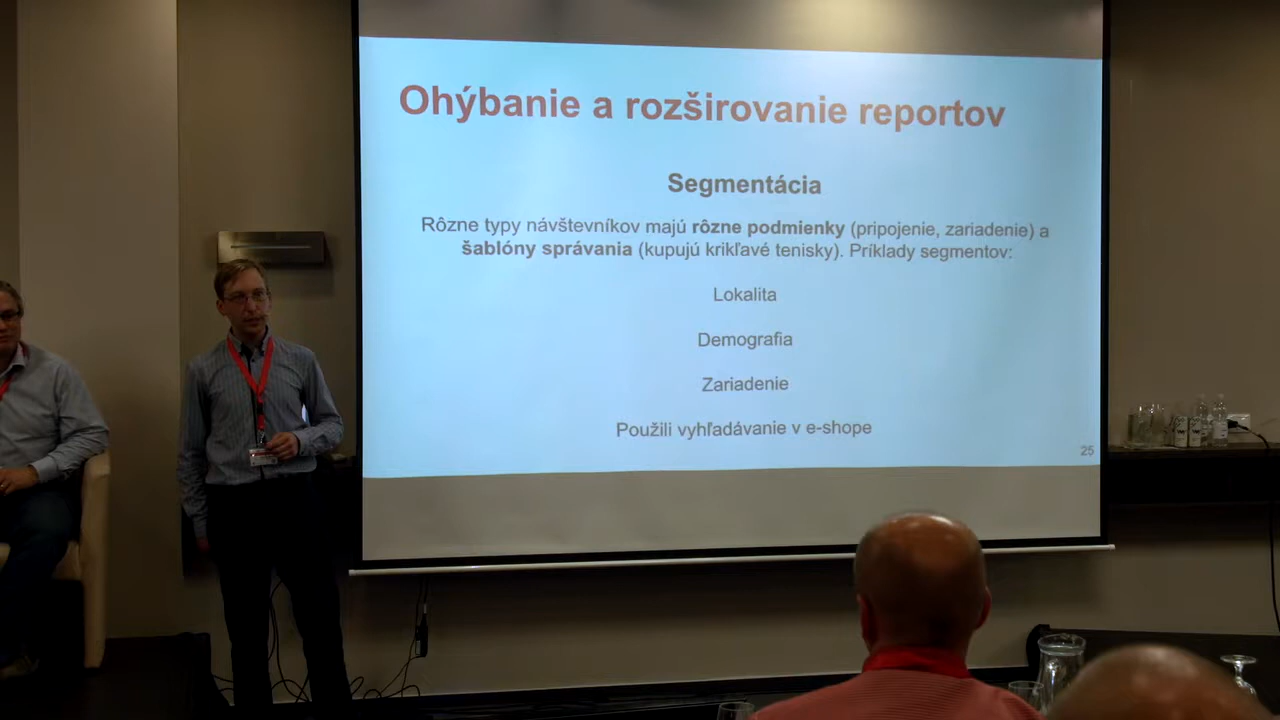 Ohýbanie a rozširovanie reportov
Segmentácia
Rôzne typy návštevníkov majú rôzne podmienky (pripojenie, zariadenie) a
šablóny správania (kupujú krikľavé tenisky). Príklady segmentov:
Lokalita
Demografia
Zariadenie
Použili vyhľadávanie v e-shope
25